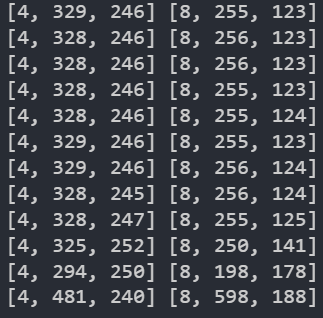 [4, 329, 246] [8, 255, 123]
[4, 328, 246] [8, 256, 123]
[4, 328, 246] [8, 256, 123]
[4, 328, 246] [8, 255, 123]
[4, 328, 246] [8, 255, 124]
[4, 329, 246] [8, 255, 123]
[4, 329, 246] [8, 256, 124]
[4, 328, 245] [8, 256, 124]
[4, 328, 247] [8, 255, 125]
[4, 325, 252] [8, 250, 141]
[4, 294, 250] [8, 198, 178]
[4, 481, 240] [8, 598, 188]